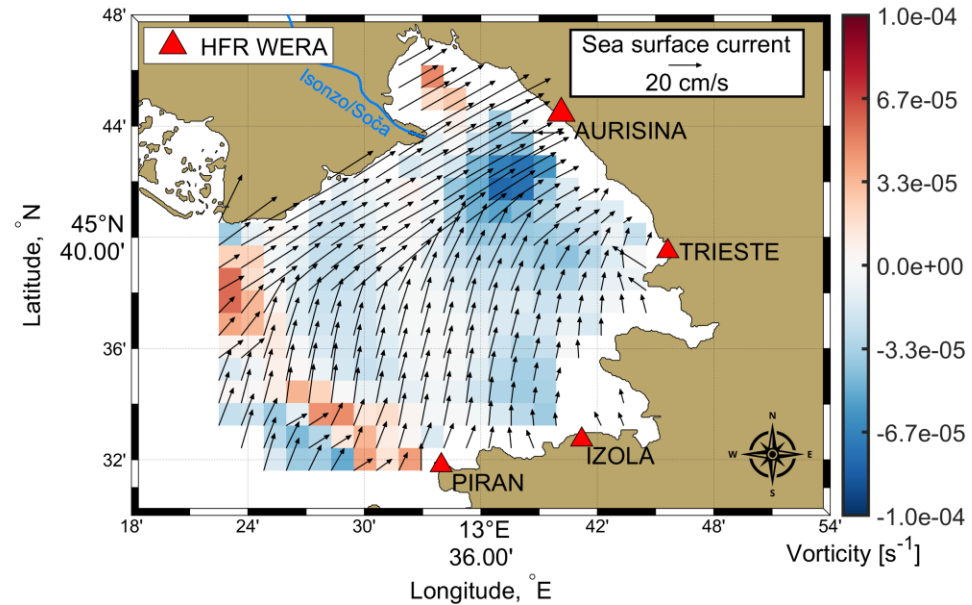 48'
44'
45°N
40.00'
36'
32'
Latitude, °N
18'
24'
30'
13°E
36.00'
42'
48'
54'
Longitude, °E
HFR WERA
Isonzo/Soča
Sea surface current
20 cm/s
AURISINA
TRIESTE
IZOLA
PIRAN
N
W
E
S
1.0e-04
6.7e-05
3.3e-05
0.0e+00
-3.3e-05
-6.7e-05
-1.0e-04
Vorticity [s⁻¹]